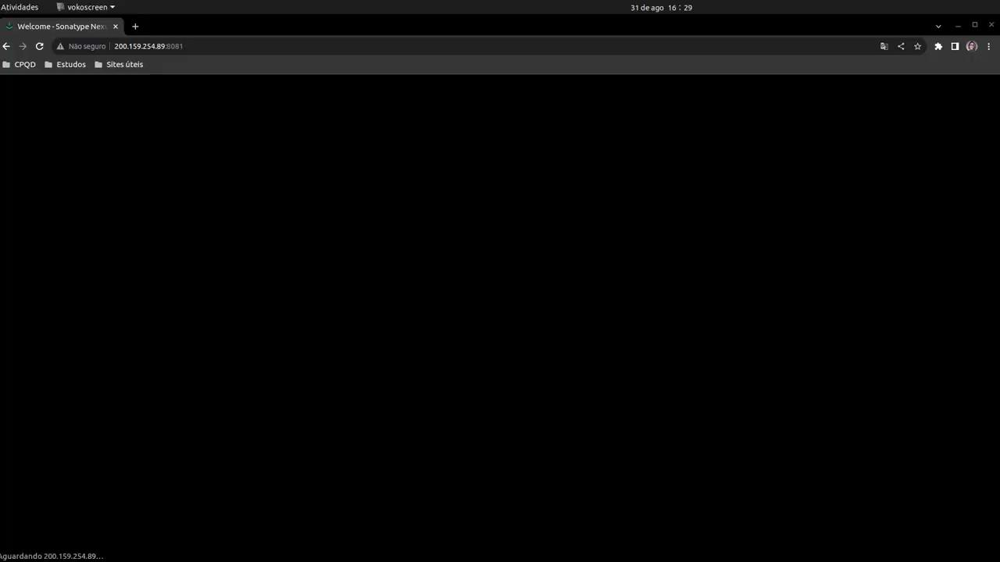 Atividades vokoscreen 31 de ago 16:29
Welcome - Sonatype Nex
Não seguro 200.159.254.89:8081
CPQD Estudos Sites úteis
Aguardando 200.159.254.89...